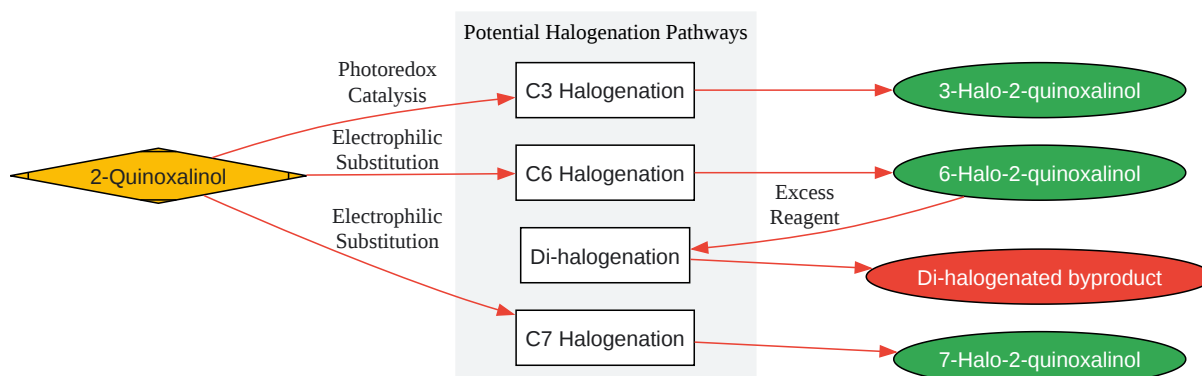 Potential Halogenation Pathways
Photoredox
Catalysis
C3 Halogenation
3-Halo-2-quinoxalinol
Electrophilic
Substitution
2-Quinoxalinol
C6 Halogenation
6-Halo-2-quinoxalinol
Excess
Reagent
Electrophilic
Substitution
Di-halogenation
Di-halogenated byproduct
C7 Halogenation
7-Halo-2-quinoxalinol